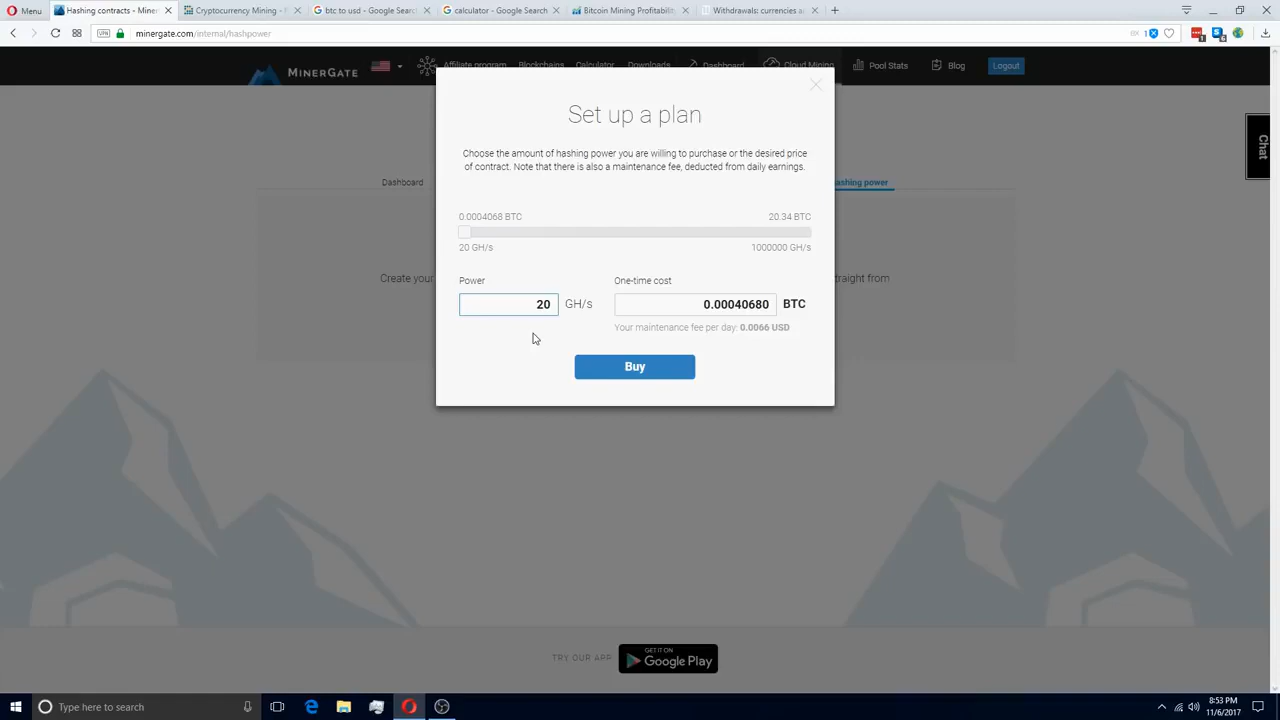 Menu
Hashing contracts - Miner
Cryptocurrency Mining -
btc to usd - Google Search
calculator - Google Search
Bitcoin Mining Profitability
Withdrawals: currencies a
VPN
minergate.com/internal/hashpower
MINERGATE
Affiliate program
Blockchains
Calculator
Downloads
Dashboard
Cloud Mining
Pool Stats
Blog
Logout
Set up a plan
Chat
Choose the amount of hashing power you are willing to purchase or the desired price
of contract. Note that there is also a maintenance fee, deducted from daily earnings.
Dashboard
ashing power
0.0004068 BTC
20.34 BTC
20 GH/s
1000000 GH/s
Create your
traight from
Power
One-time cost
20 GH/s
0.00040680 BTC
Your maintenance fee per day: 0.0066 USD
Buy
TRY OUR APP
GET IT ON
Google Play
Type here to search
8:53 PM
11/6/2017